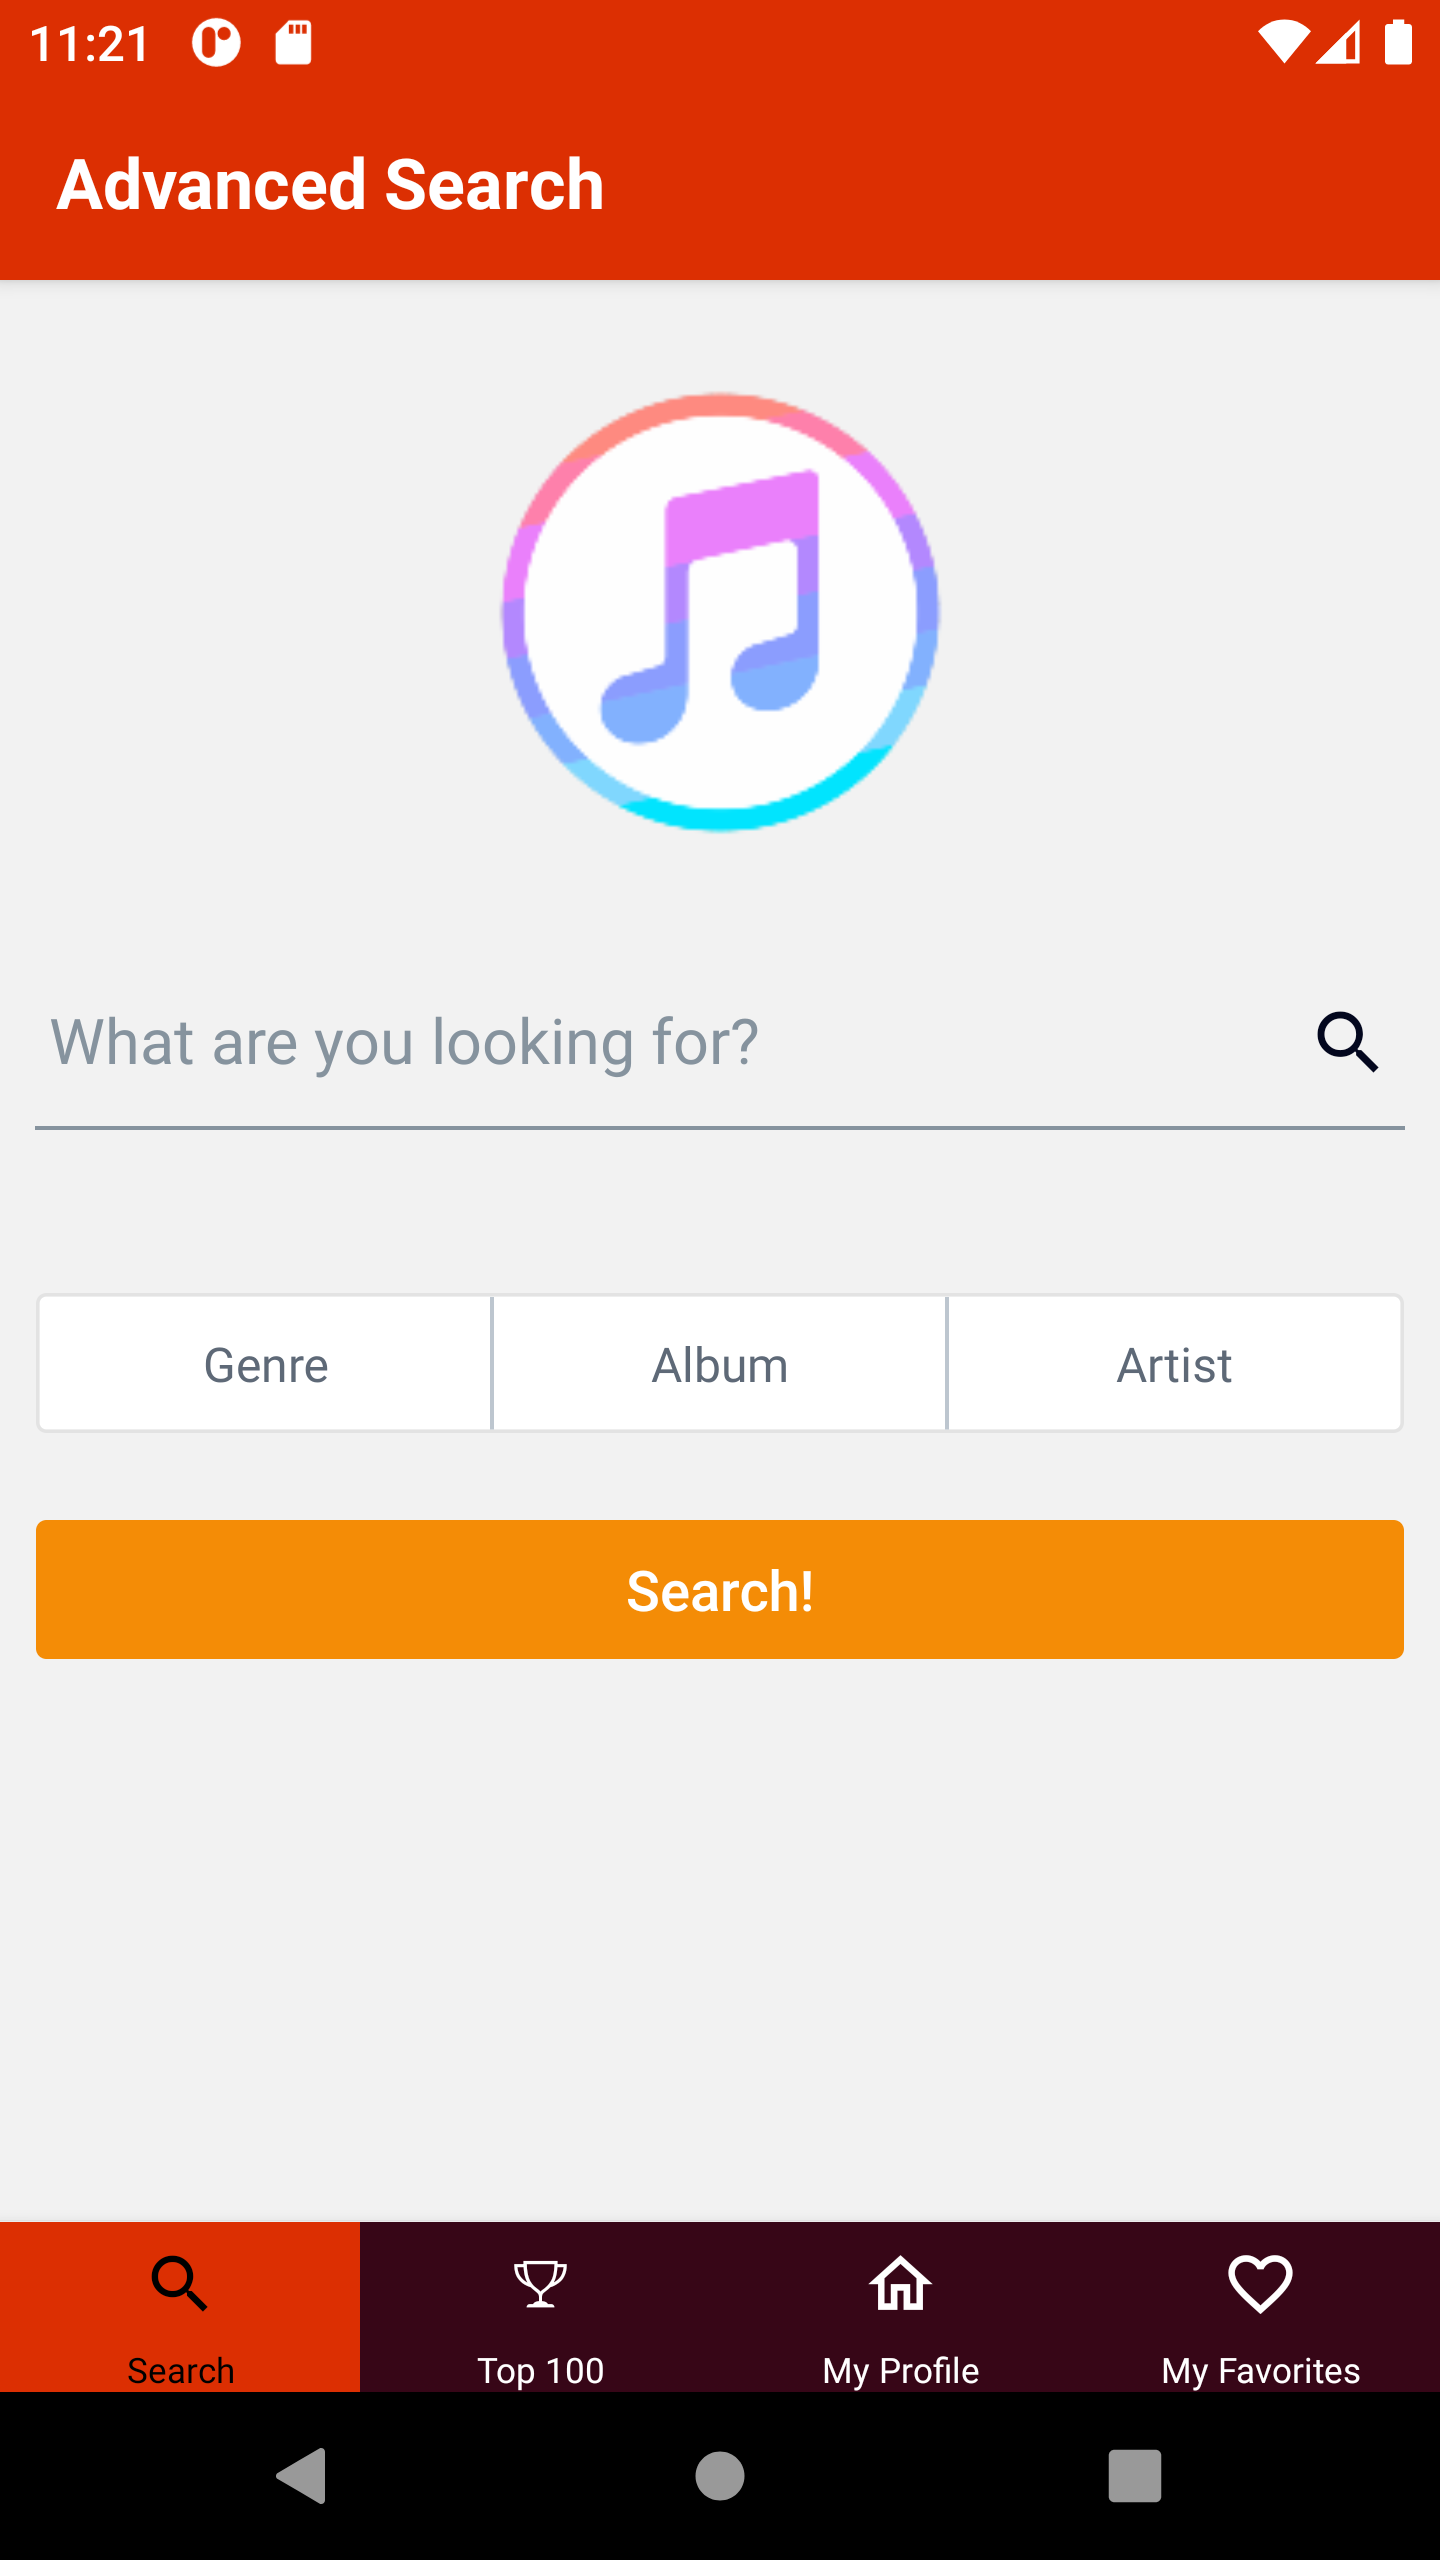 11:21
Advanced Search
What are you looking for?
Genre Album Artist
Search!
Search Top 100 My Profile My Favorites